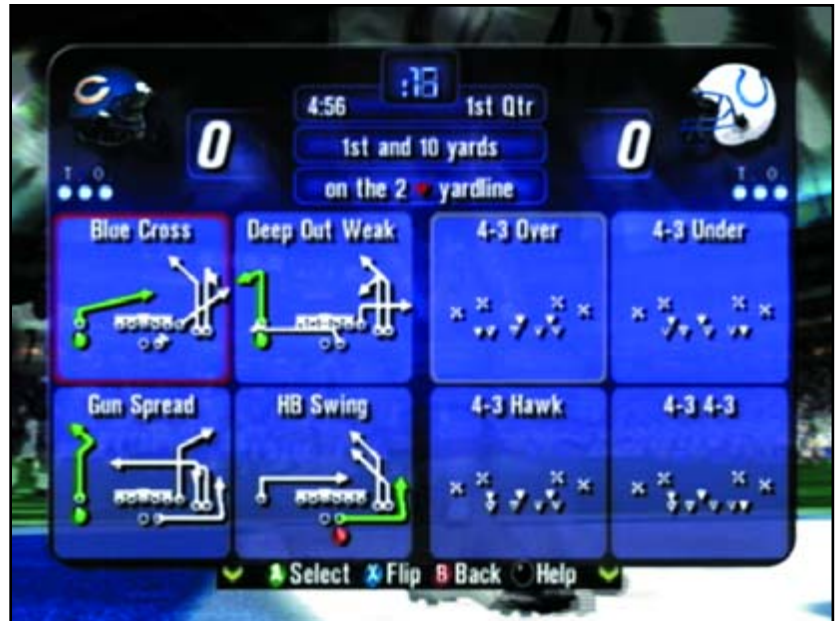 4:56 1st Qtr
0 0
1st and 10 yards
T O T O
on the 2 yardline
Blue Cross Deep Out Weak 4-3 Over 4-3 Under
Gun Spread HB Swing 4-3 Hawk 4-3 4-3
A Select X Flip B Back Help